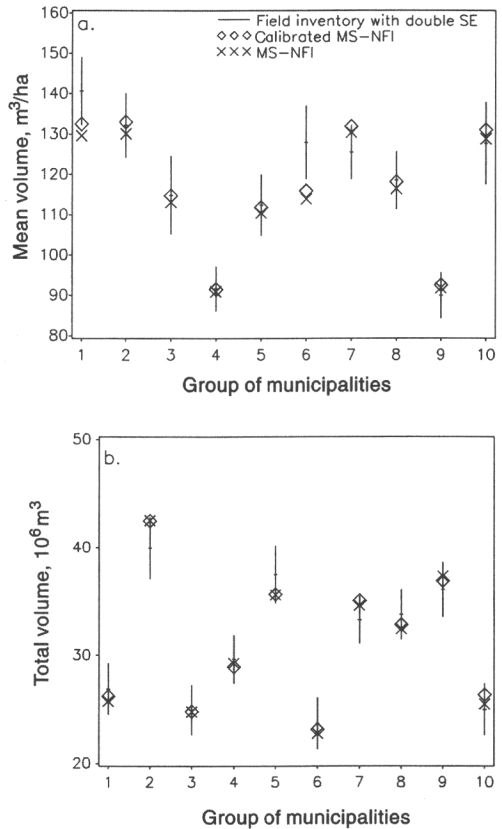 a.
Field inventory with double SE
Calibrated MS-NFI
MS-NFI
160
150
140
130
120
110
100
90
80
Mean volume, m³/ha
1 2 3 4 5 6 7 8 9 10
Group of municipalities
b.
50
40
30
20
Total volume, 10⁶m³
1 2 3 4 5 6 7 8 9 10
Group of municipalities